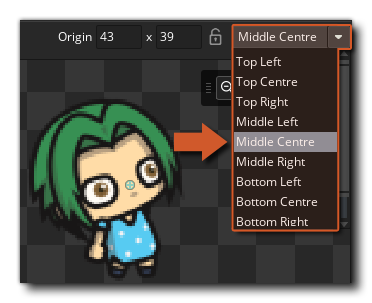 Origin 43 x 39 Middle Centre
Top Left
Top Centre
Top Right
Middle Left
Middle Centre
Middle Right
Bottom Left
Bottom Centre
Bottom Right